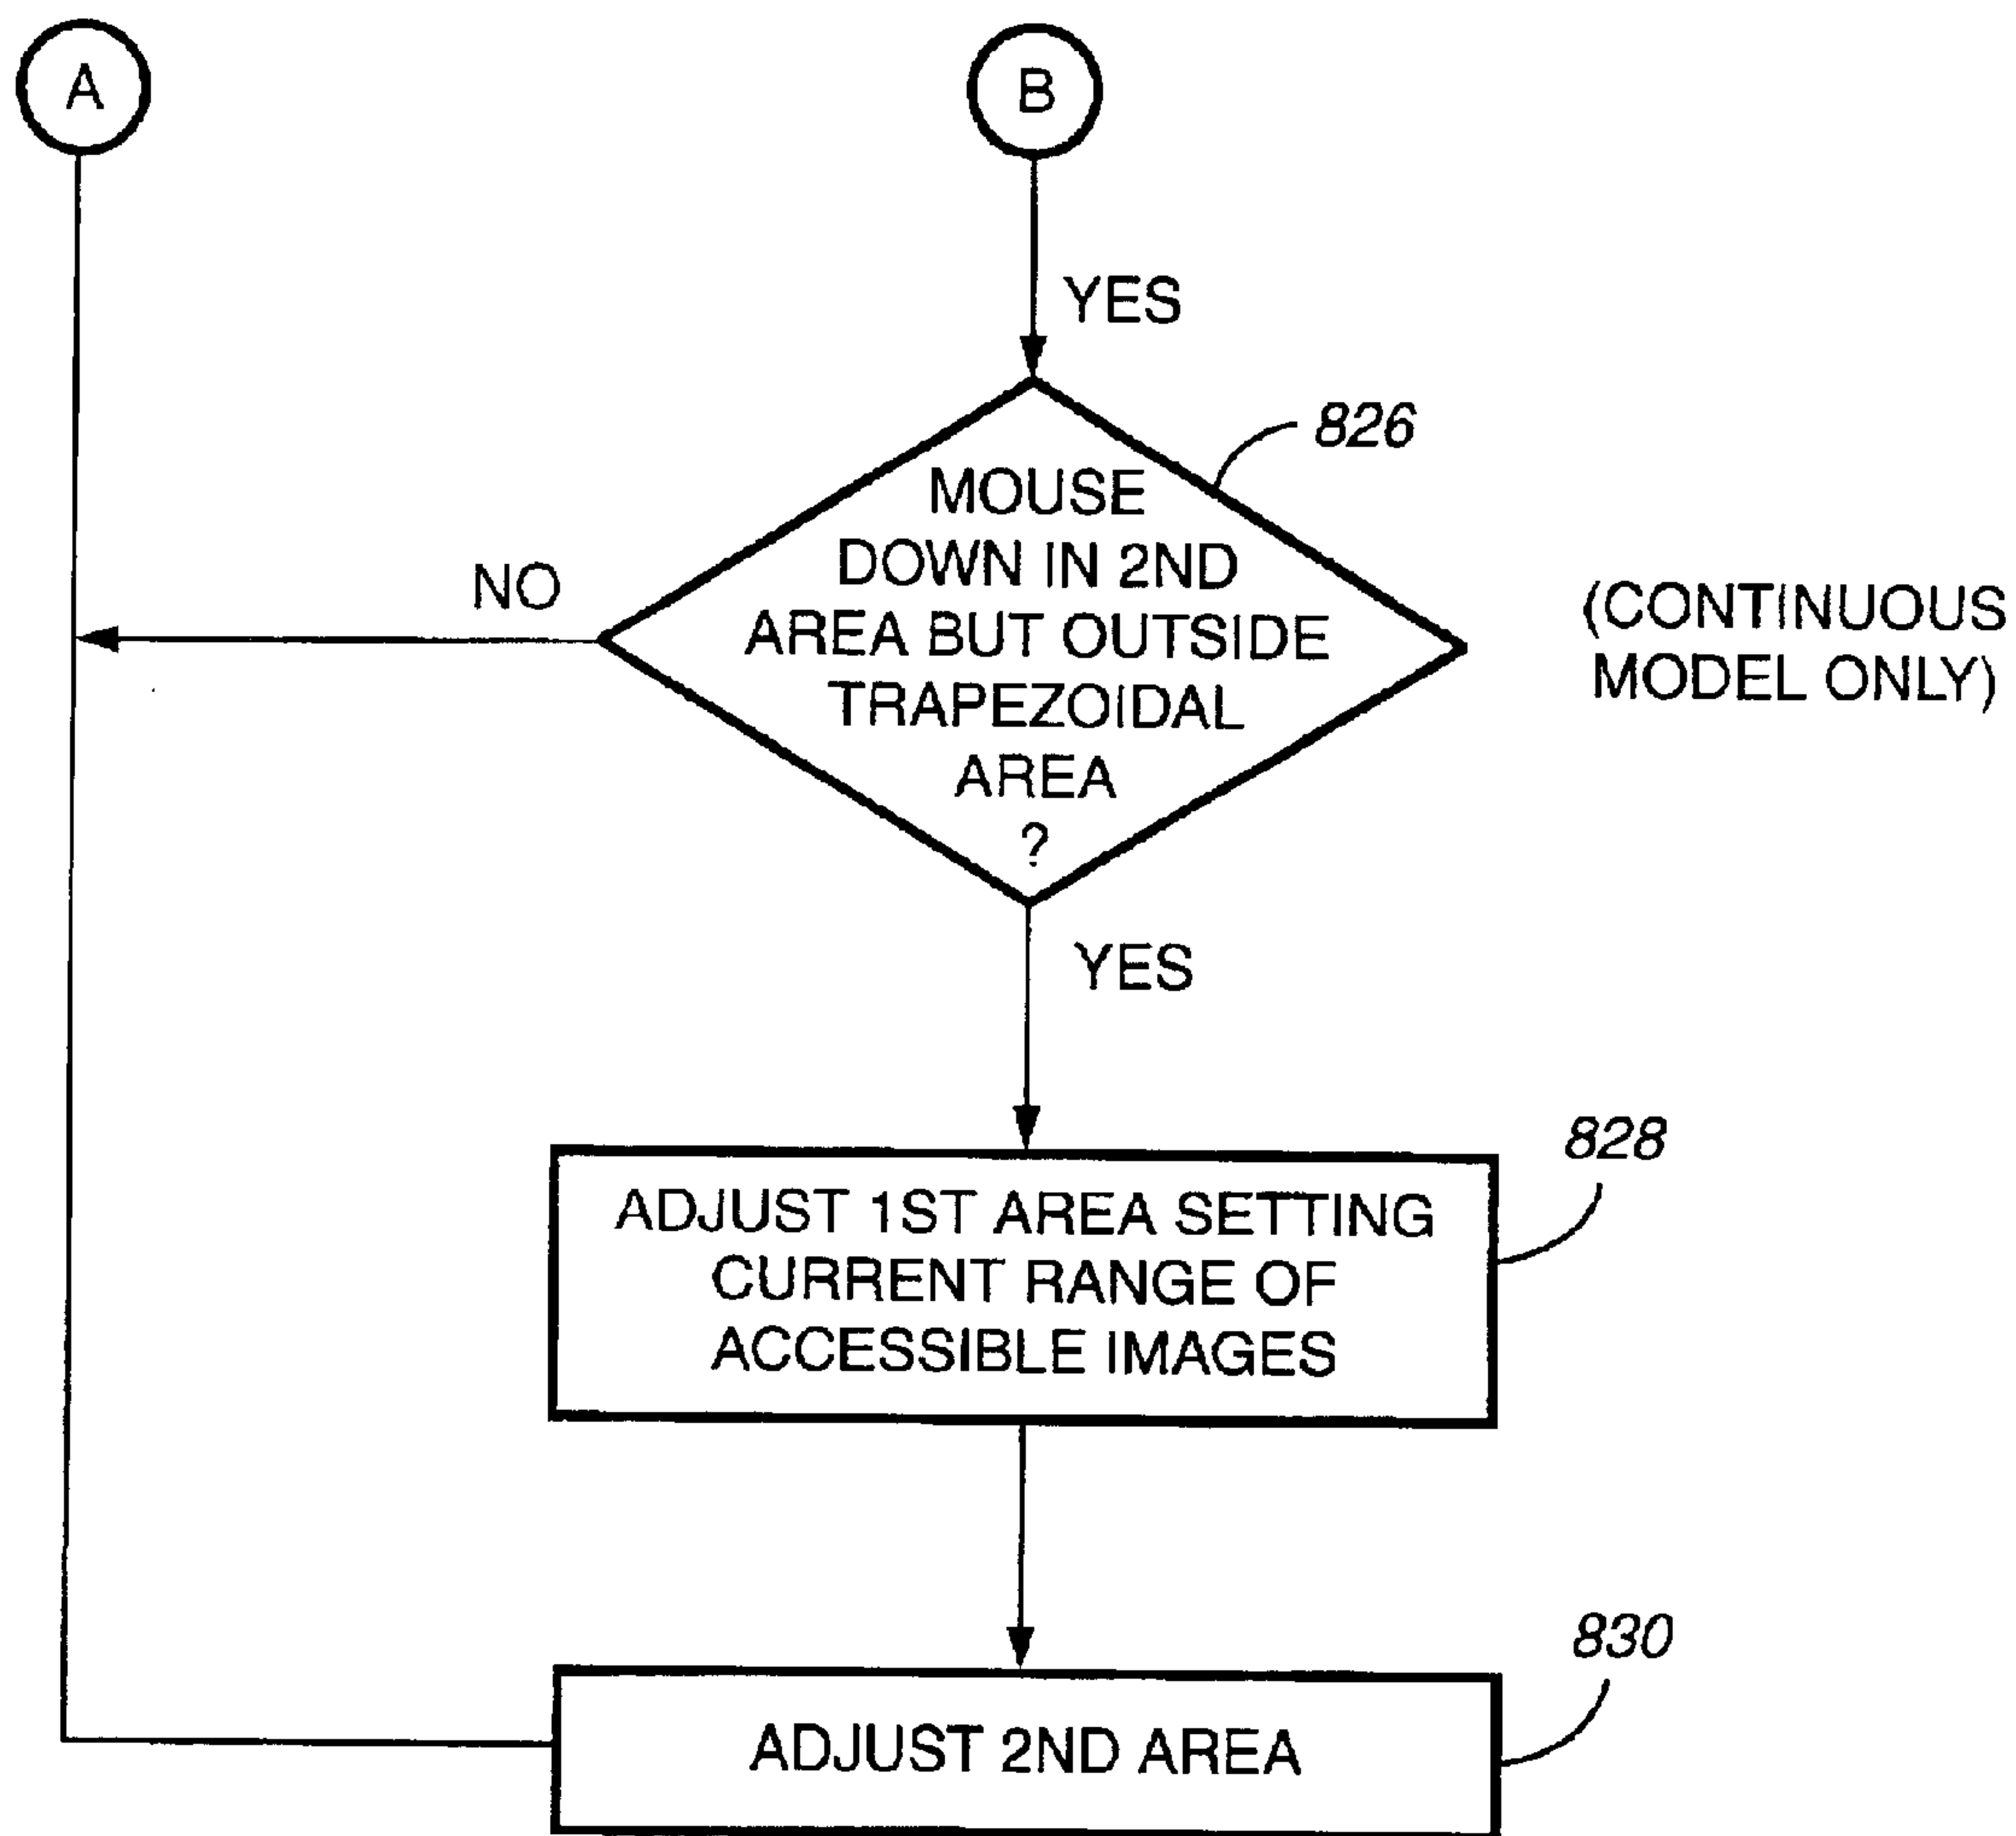 A
B
YES
826
MOUSE
DOWN IN 2ND
AREA BUT OUTSIDE
TRAPEZOIDAL
AREA
?
NO
(CONTINUOUS
MODEL ONLY)
YES
828
ADJUST 1ST AREA SETTING
CURRENT RANGE OF
ACCESSIBLE IMAGES
830
ADJUST 2ND AREA